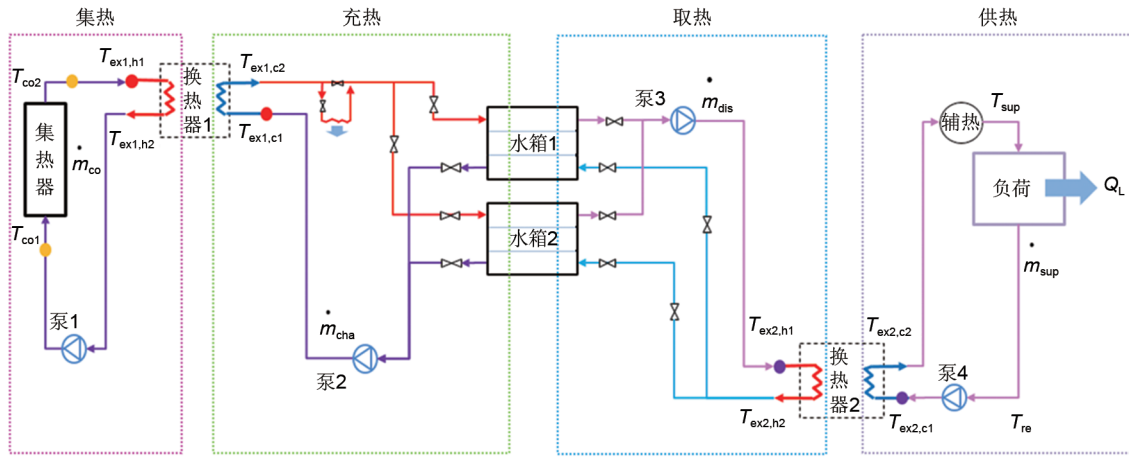 集热
充热
取热
供热
T_co2
T_ex1,h1
换热器1
T_ex1,c2
集热器
ṁ_co
T_ex1,h2
T_ex1,c1
T_co1
泵1
ṁ_cha
泵2
水箱1
水箱2
泵3
ṁ_dis
T_ex2,h1
换热器2
T_ex2,h2
T_ex2,c2
T_ex2,c1
泵4
辅热
T_sup
负荷
Q_L
ṁ_sup
T_re